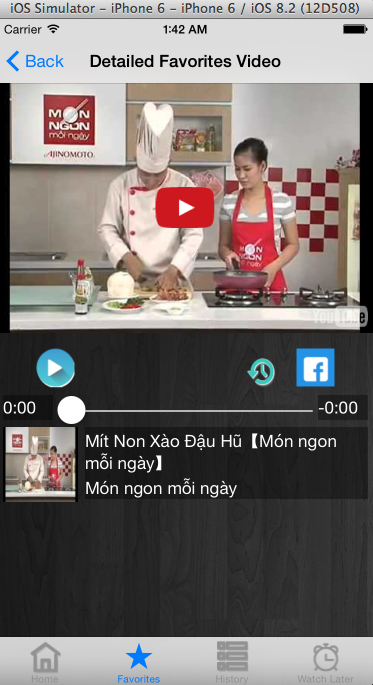 iOS Simulator - iPhone 6 - iPhone 6 / iOS 8.2 (12D508)
Carrier 1:42 AM
Back Detailed Favorites Video
MÓN
NGON
MỖI NGÀY
AJINOMOTO
MÓN
NGON
YouTube
0:00 -0:00
Mít Non Xào Đậu Hũ【Món ngon
mỗi ngày】
Món ngon mỗi ngày
Home Favorites History Watch Later